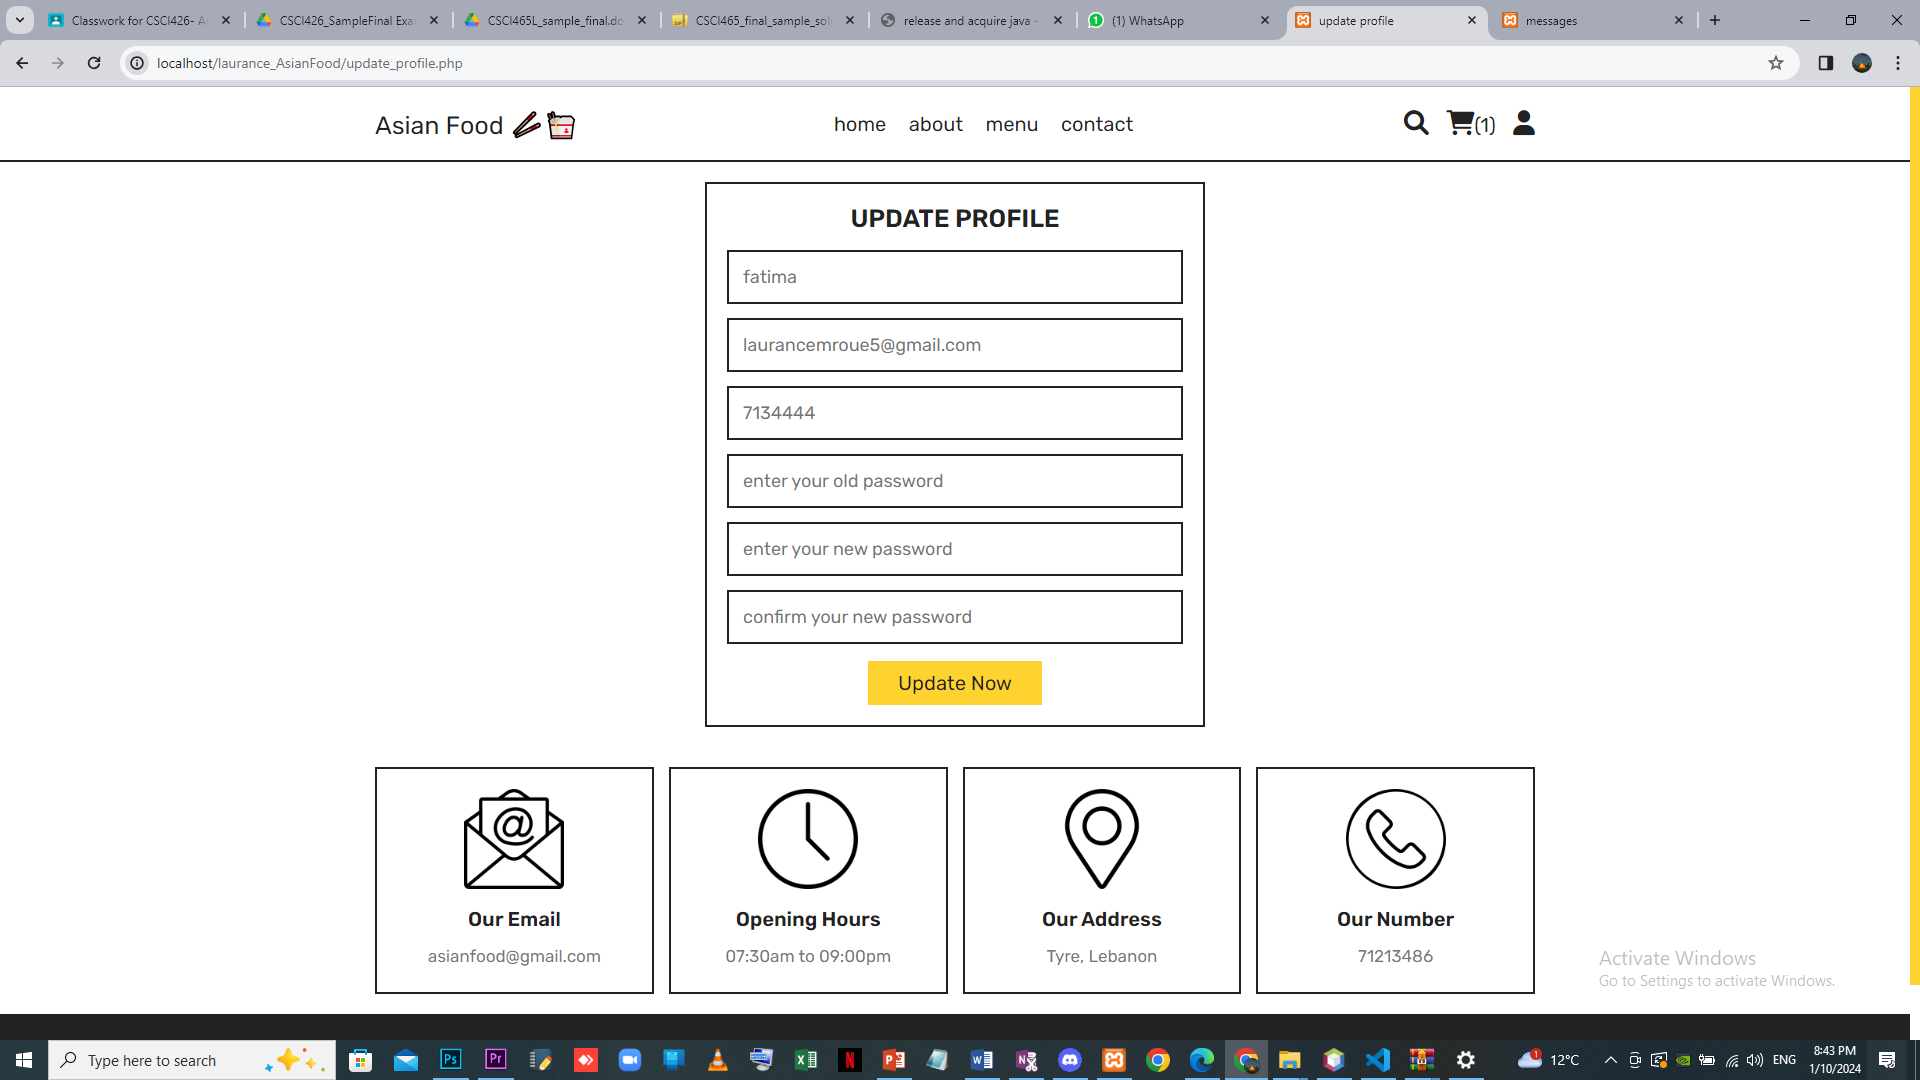 Classwork for CSCI426- A
CSCI426_SampleFinal Exa
CSCI465L_sample_final.do
CSCI465_final_sample_sol
release and acquire java -
(1) WhatsApp
update profile
messages
localhost/laurance_AsianFood/update_profile.php
Asian Food
home about menu contact
(1)
UPDATE PROFILE
fatima
laurancemroue5@gmail.com
7134444
enter your old password
enter your new password
confirm your new password
Update Now
Our Email
asianfood@gmail.com
Opening Hours
07:30am to 09:00pm
Our Address
Tyre, Lebanon
Our Number
71213486
Activate Windows
Go to Settings to activate Windows.
Type here to search
12°C
ENG
8:43 PM
1/10/2024